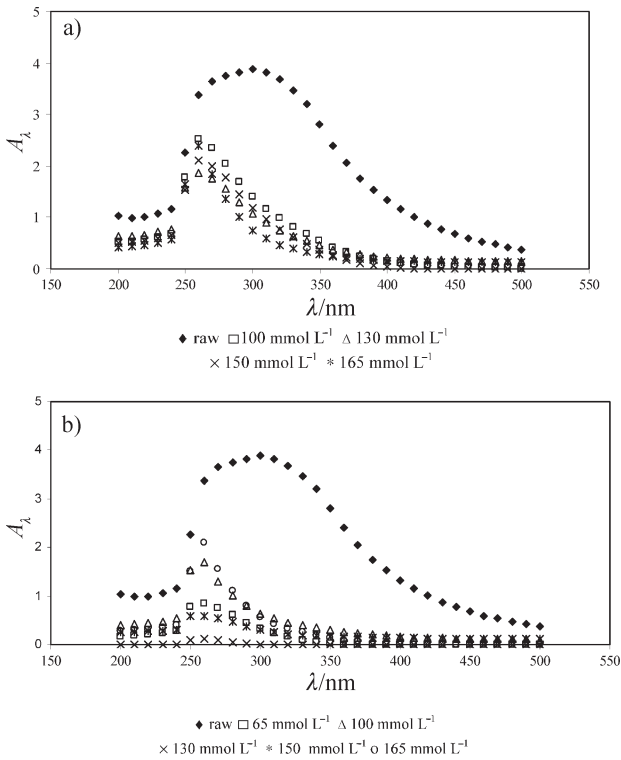 a)
5
4
3
2
1
0
Aλ
150 200 250 300 350 400 450 500 550
λ/nm
◆ raw □ 100 mmol L⁻¹ Δ 130 mmol L⁻¹
× 150 mmol L⁻¹ * 165 mmol L⁻¹
b)
5
4
3
2
1
0
Aλ
150 200 250 300 350 400 450 500 550
λ/nm
◆ raw □ 65 mmol L⁻¹ Δ 100 mmol L⁻¹
× 130 mmol L⁻¹ * 150 mmol L⁻¹ o 165 mmol L⁻¹